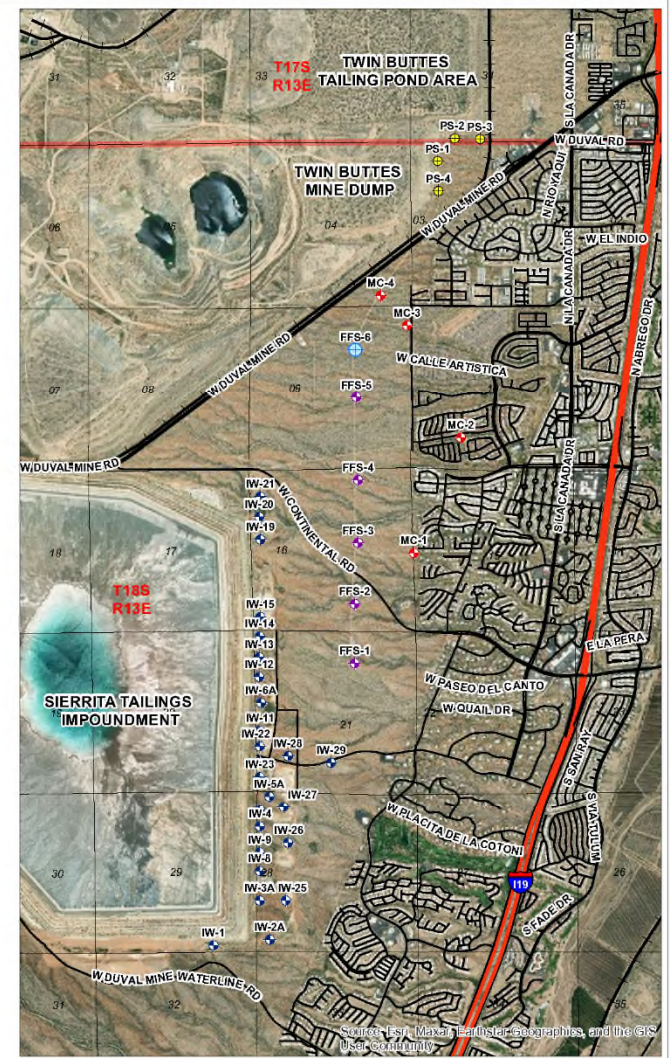 31
32
33
T17S
R13E
TWIN BUTTES
TAILING POND AREA
S LA CANADA DR
35
PS-2
PS-3
W DUVAL RD
PS-1
TWIN BUTTES
MINE DUMP
PS-4
N RIO YAQUI
W DUVAL MINE RD
06
05
04
03
W EL INDIO
N LA CANADA DR
N ABREGO DR
MC-4
MC-3
FFS-6
W CALLE ARTISTICA
W DUVAL MINE RD
07
08
09
FFS-5
MC-2
W DUVAL MINE RD
FFS-4
S LA CANADA DR
IW-21
IW-20
W CONTINENTAL RD
IW-19
FFS-3
MC-1
18
17
16
T18S
R13E
FFS-2
IW-15
IW-14
IW-13
FFS-1
E LA PERA
IW-12
W PASEO DEL CANTO
IW-6A
SIERRITA TAILINGS
IMPOUNDMENT
W QUAIL DR
IW-11
21
22
IW-22
IW-28
IW-29
S SAN RAY
IW-23
IW-5A
IW-27
IW-4
W PLACITA DE LA COTONI
S VIA TULUM
IW-26
IW-9
IW-8
30
29
28
27
26
I19
IW-3A
IW-25
S FADE DR
IW-1
IW-2A
W DUVAL MINE WATERLINE RD
31
32
34
35
Source: Esri, Maxar, Earthstar Geographics, and the GIS
User Community